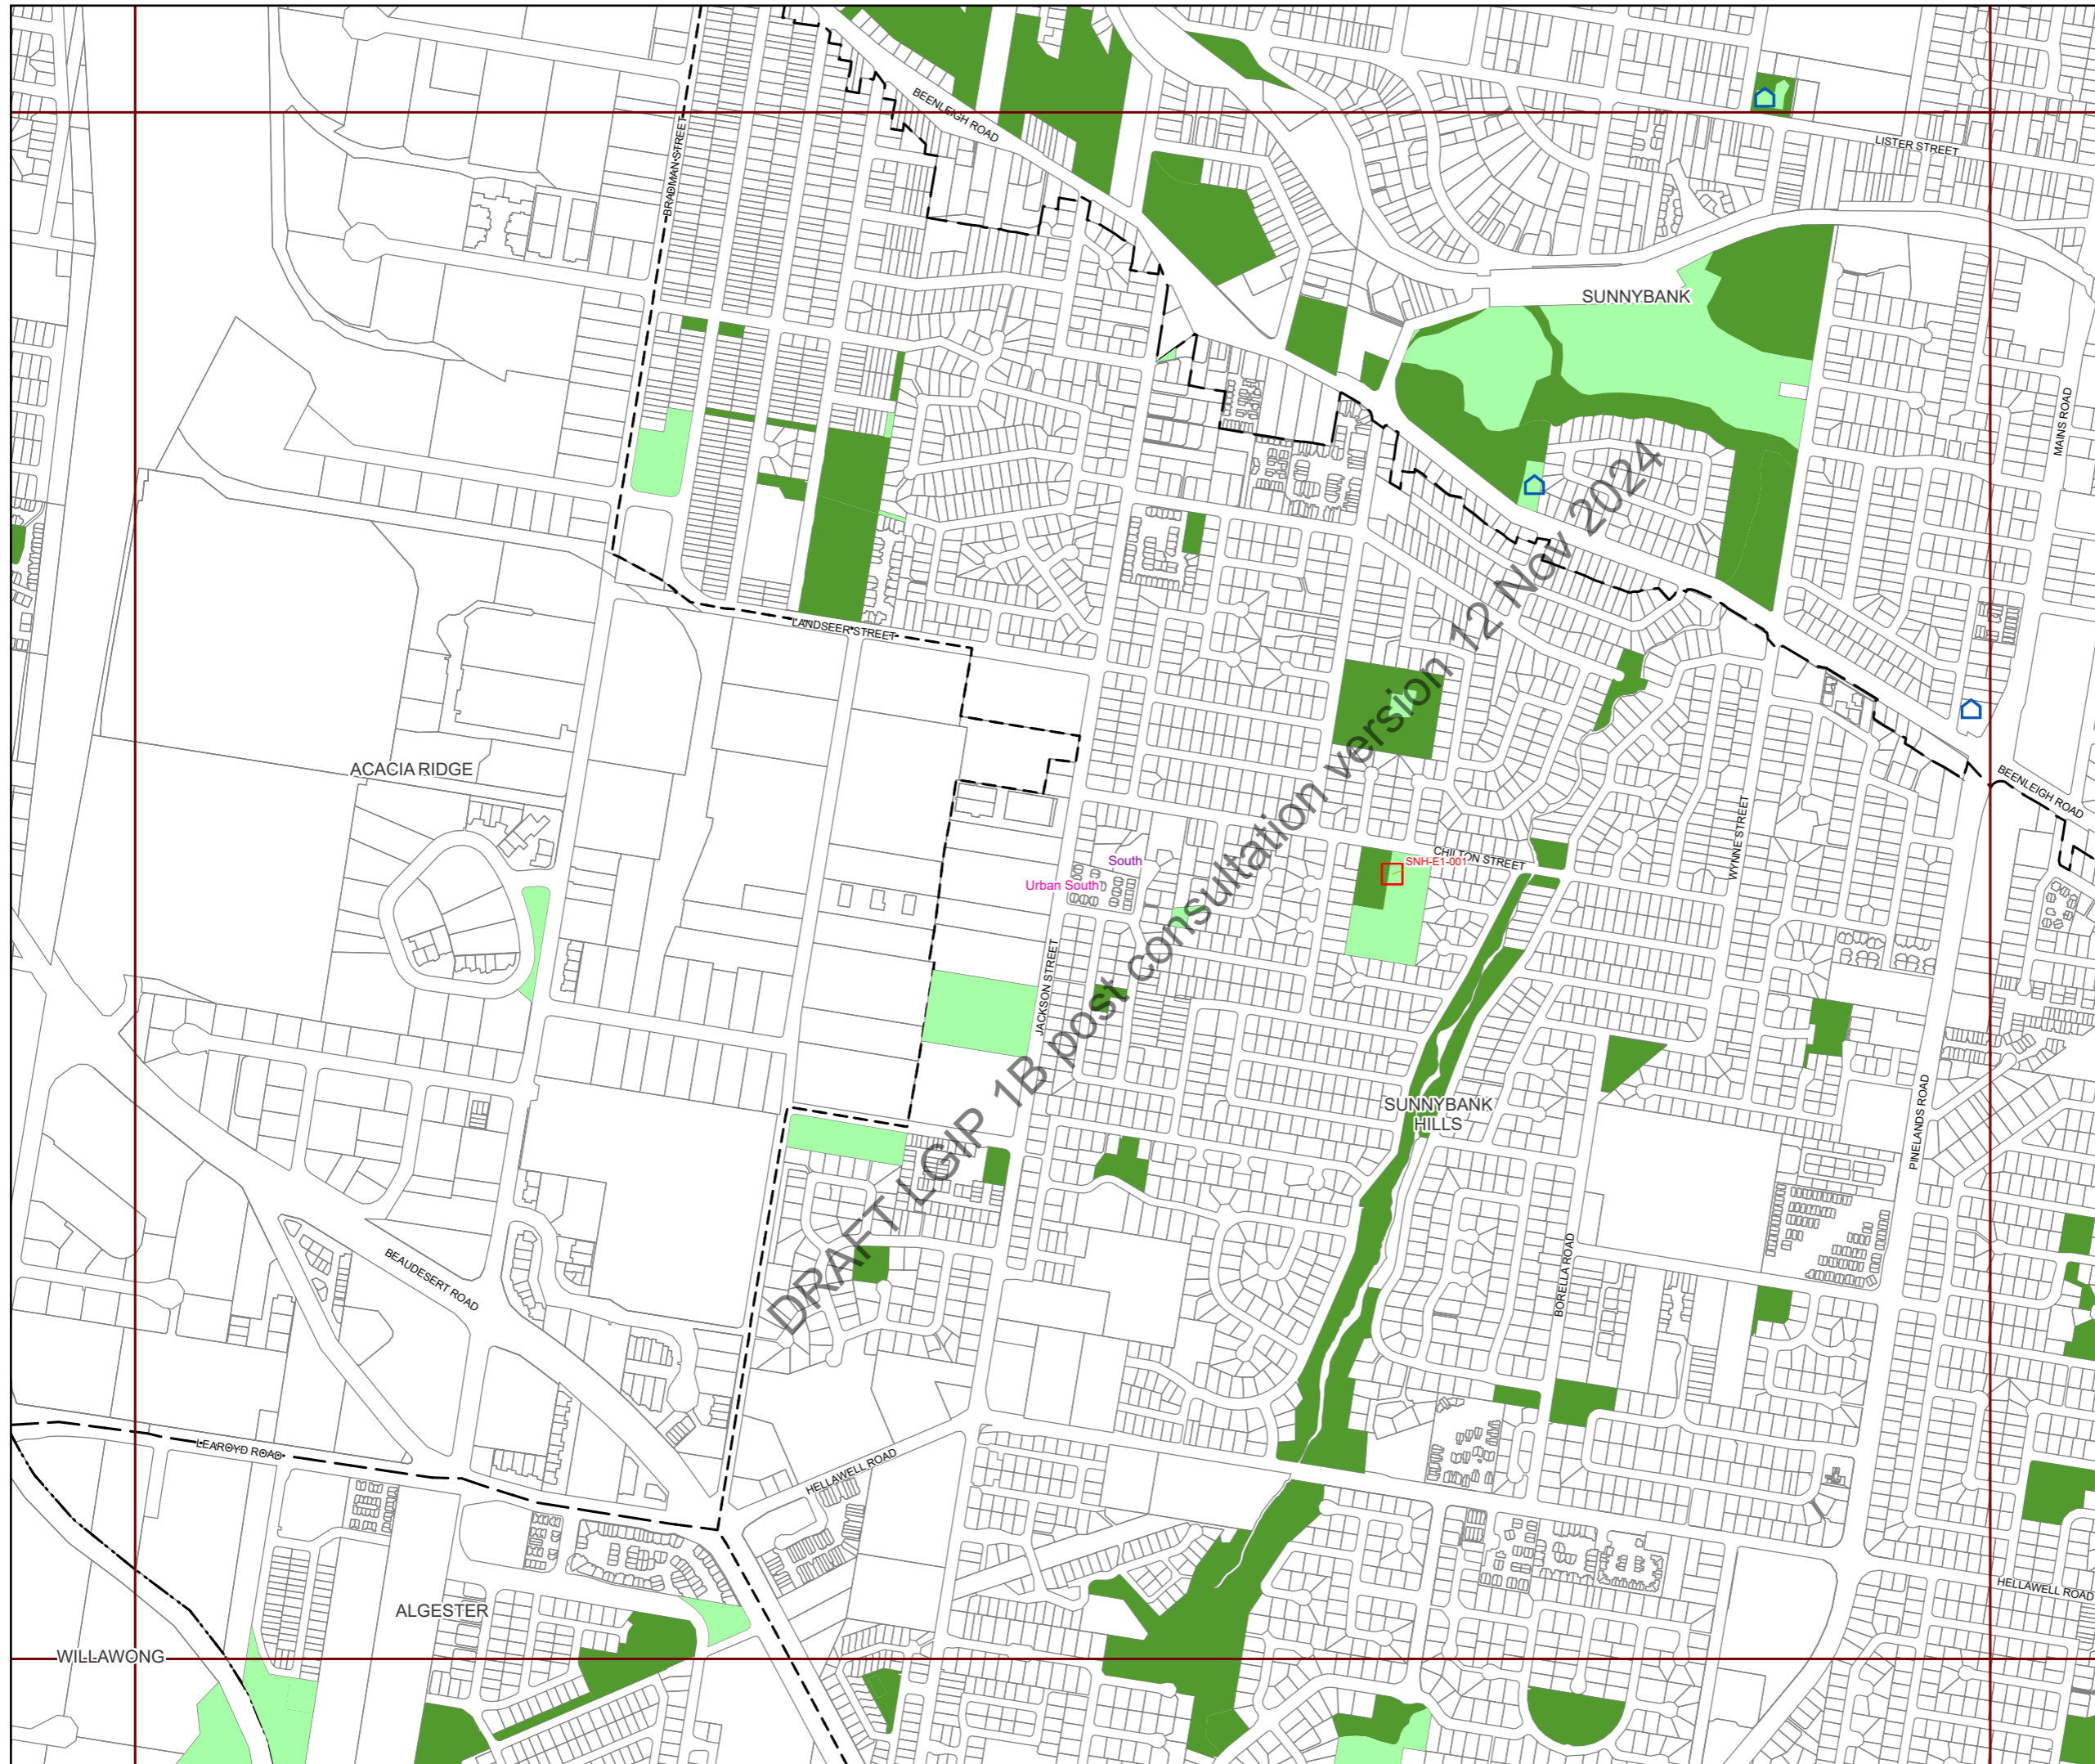 BEENLEIGH ROAD
LISTER STREET
BRADMAN STREET
SUNNYBANK
MAINS ROAD
LANDSEER STREET
ACACIA RIDGE
BEENLEIGH ROAD
WYNNE STREET
CHILTON STREET
SNH-E1-001
South
Urban South
JACKSON STREET
DRAFT LGIP 1B post consultation version 12 Nov 2024
SUNNYBANK
HILLS
PINELANDS ROAD
BORELLA ROAD
BEAUDESERT ROAD
LEAROYD ROAD
HELLAWELL ROAD
HELLAWELL ROAD
ALGESTER
WILLAWONG